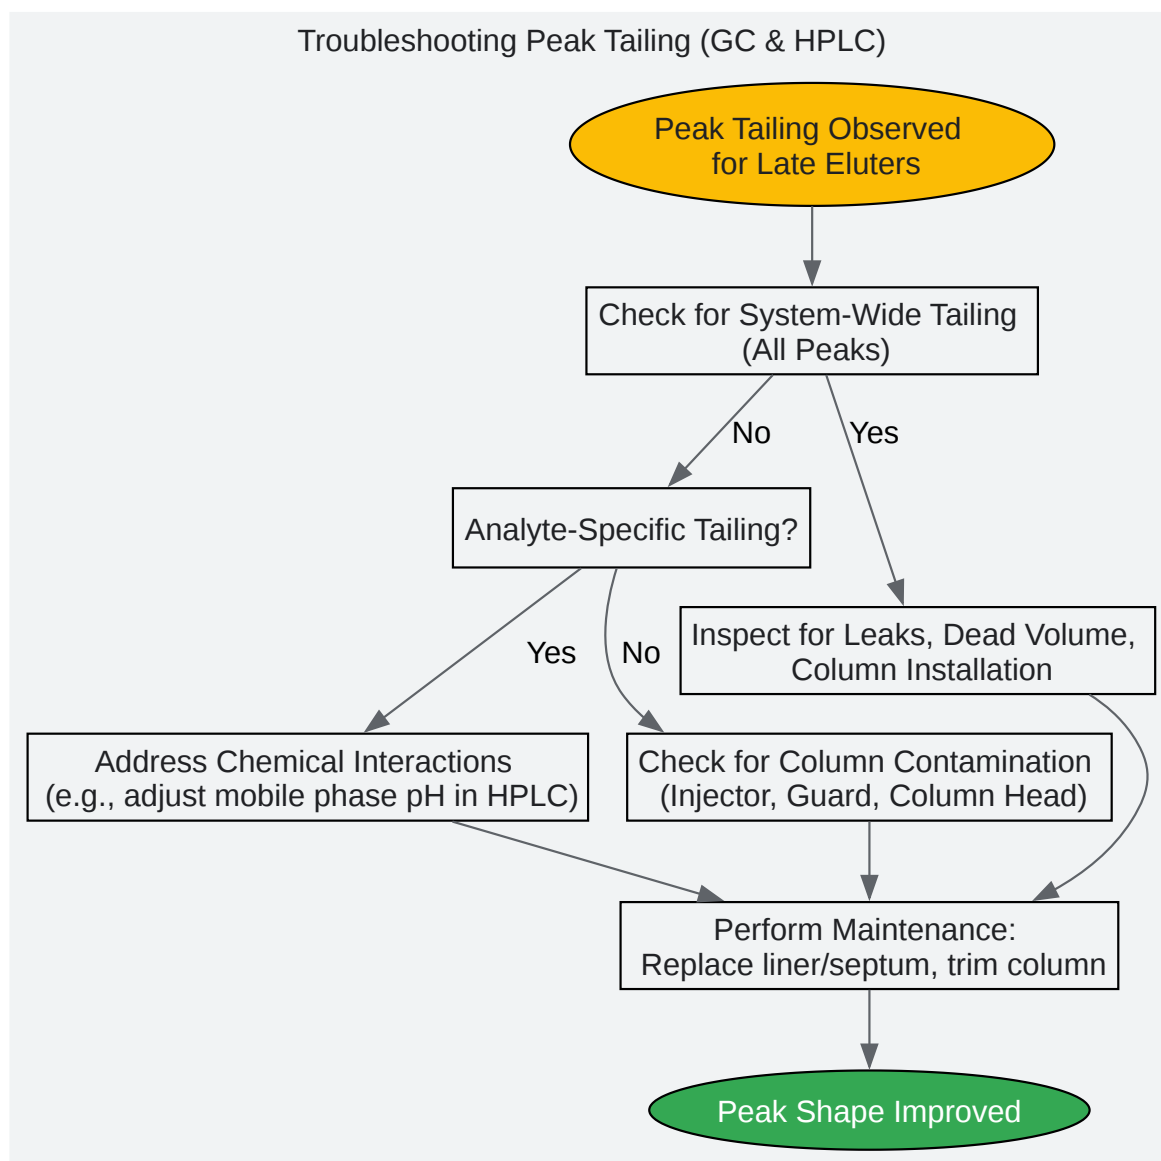 Troubleshooting Peak Tailing (GC & HPLC)
Peak Tailing Observed
for Late Eluters
Check for System-Wide Tailing
(All Peaks)
No
Yes
Analyte-Specific Tailing?
Inspect for Leaks, Dead Volume,
Column Installation
Yes
No
Address Chemical Interactions
(e.g., adjust mobile phase pH in HPLC)
Check for Column Contamination
(Injector, Guard, Column Head)
Perform Maintenance:
Replace liner/septum, trim column
Peak Shape Improved